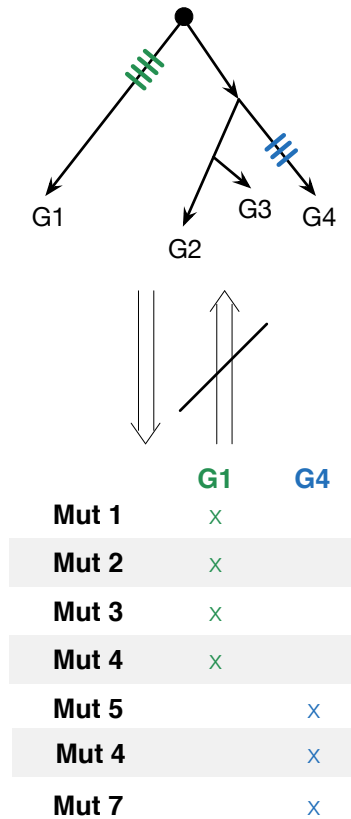 G1
G3
G4
G2
G1 G4
Mut 1 X
Mut 2 X
Mut 3 X
Mut 4 X
Mut 5 X
Mut 4 X
Mut 7 X